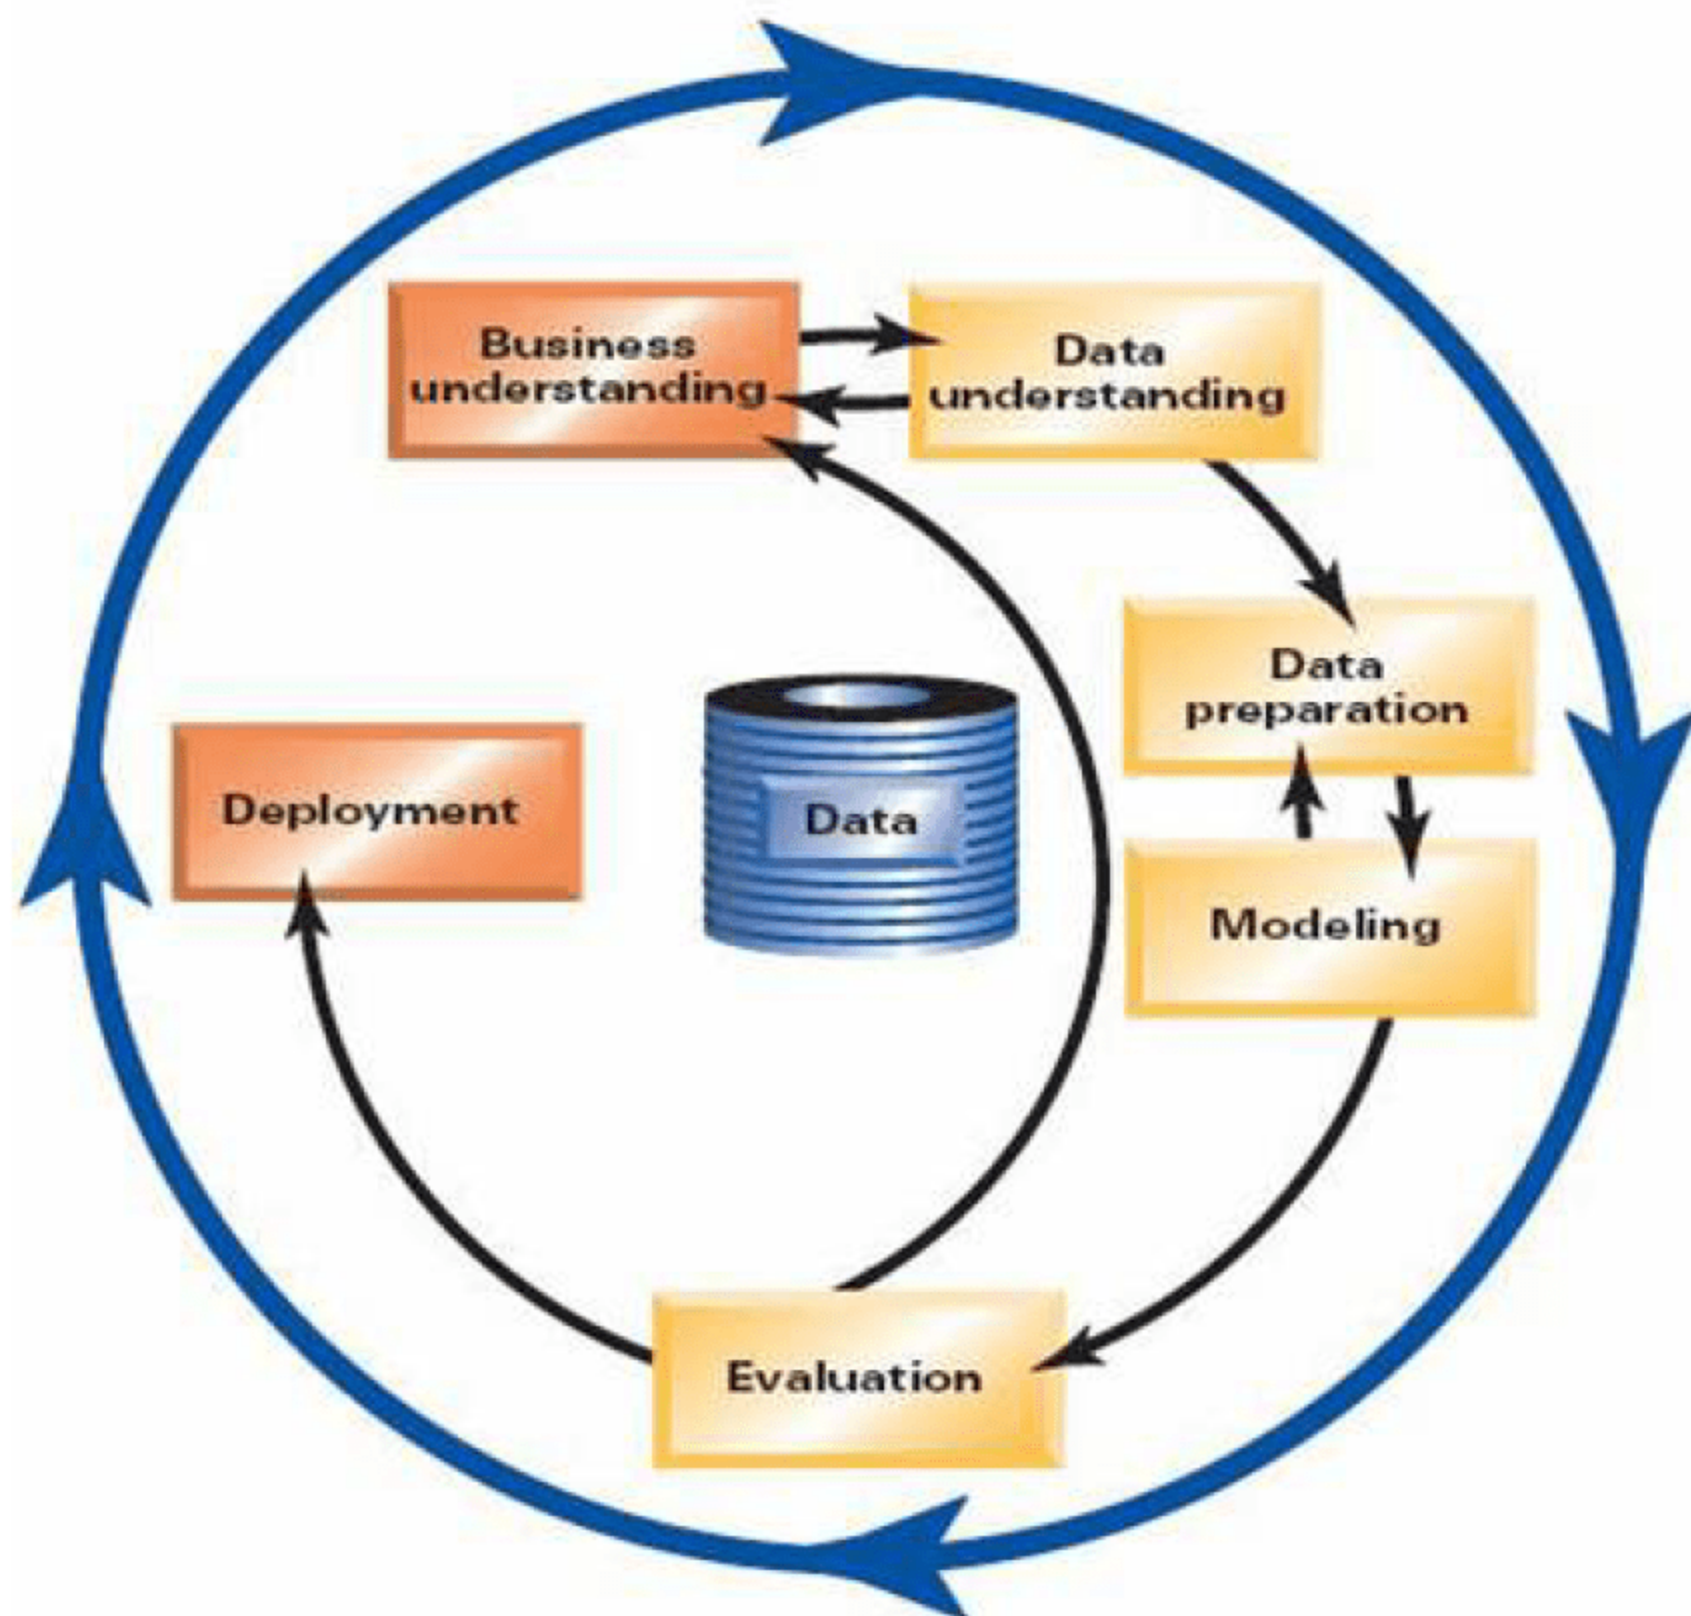 Business
understanding
Data
understanding
Data
preparation
Modeling
Evaluation
Deployment
Data